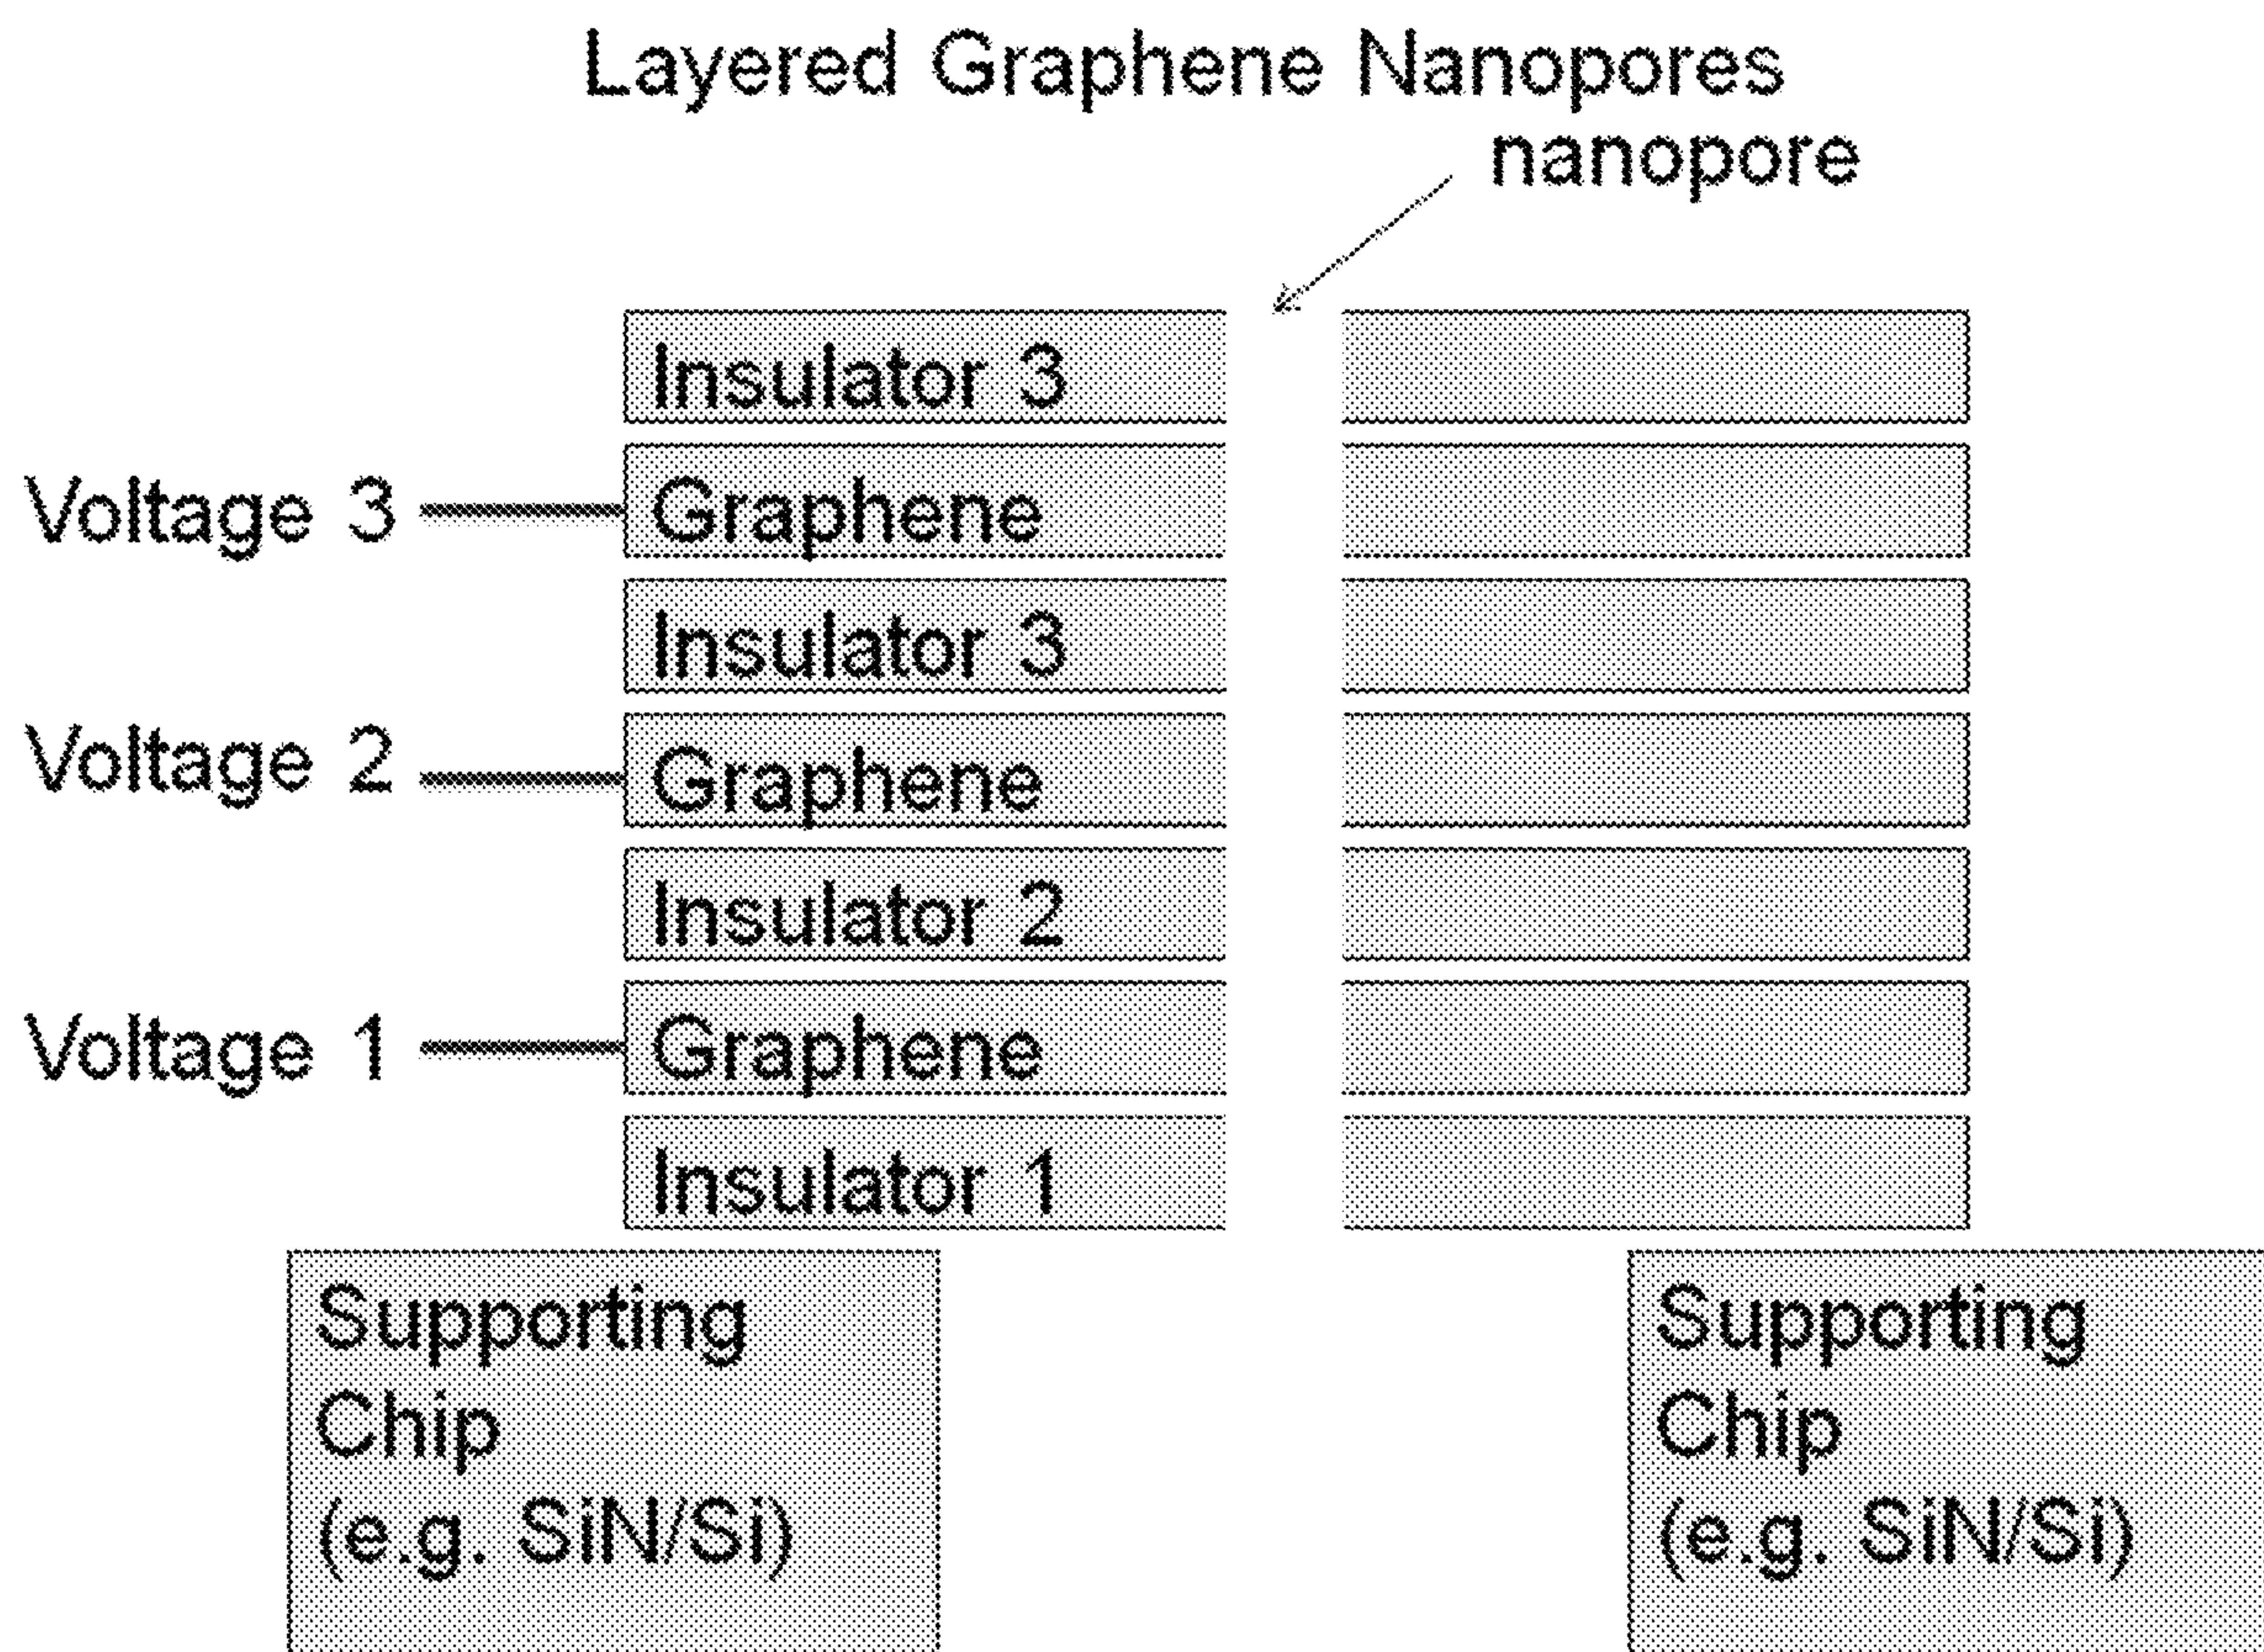 Layered Graphene Nanopores
nanopore
Insulator 3
Voltage 3
Graphene
Insulator 3
Voltage 2
Graphene
Insulator 2
Voltage 1
Graphene
Insulator 1
Supporting
Chip
(e.g. SiN/Si)
Supporting
Chip
(e.g. SiN/Si)